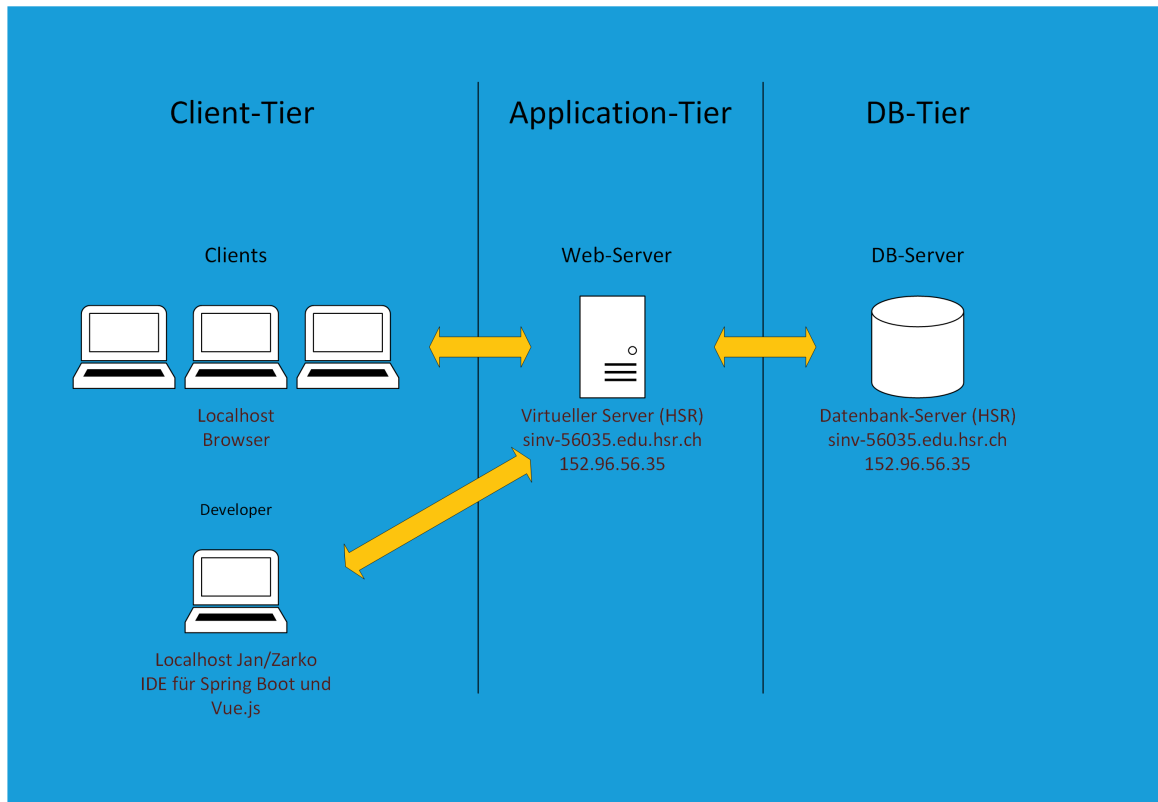 Client-Tier
Application-Tier
DB-Tier
Clients
Web-Server
DB-Server
Localhost
Browser
Virtueller Server (HSR)
sinv-56035.edu.hsr.ch
152.96.56.35
Datenbank-Server (HSR)
sinv-56035.edu.hsr.ch
152.96.56.35
Developer
Localhost Jan/Zarko
IDE für Spring Boot und
Vue.js